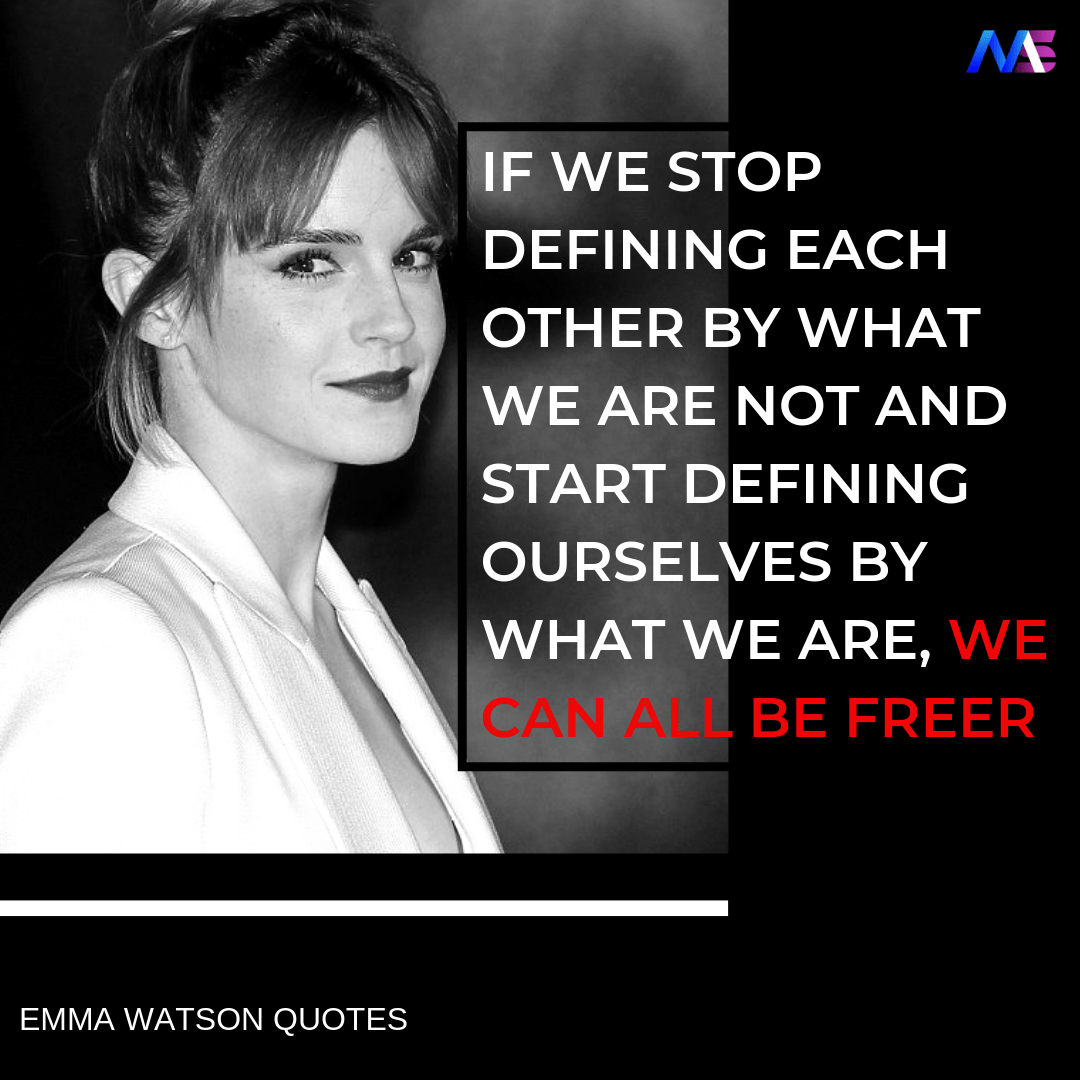 MS
IF WE STOP
DEFINING EACH
OTHER BY WHAT
WE ARE NOT AND
START DEFINING
OURSELVES BY
WHAT WE ARE, WE
CAN ALL BE FREER
EMMA WATSON QUOTES